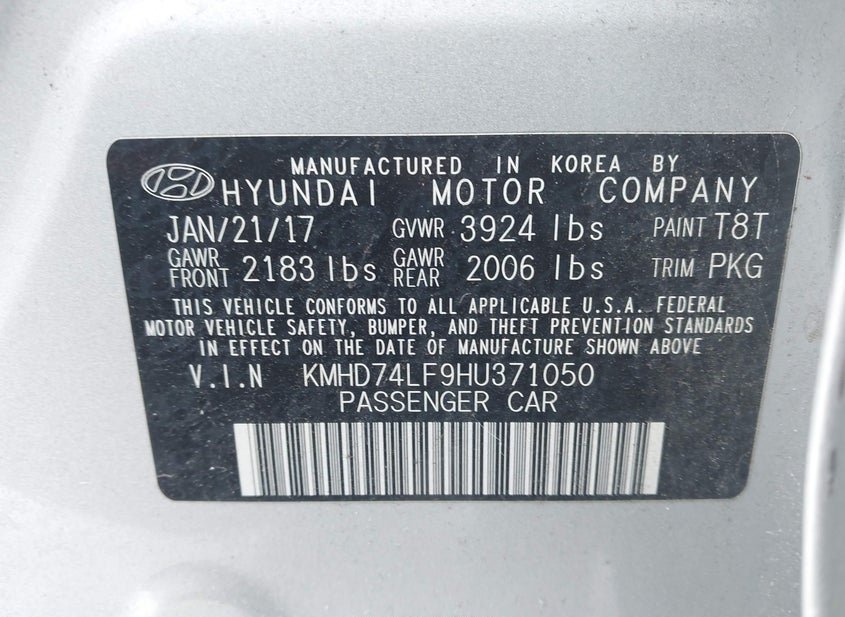 MANUFACTURED IN KOREA BY
HYUNDAI MOTOR COMPANY
JAN/21/17 GVWR 3924 lbs PAINT T8T
GAWR FRONT 2183 lbs GAWR REAR 2006 lbs TRIM PKG
THIS VEHICLE CONFORMS TO ALL APPLICABLE U.S.A. FEDERAL
MOTOR VEHICLE SAFETY, BUMPER, AND THEFT PREVENTION STANDARDS
IN EFFECT ON THE DATE OF MANUFACTURE SHOWN ABOVE
V.I.N KMHD74LF9HU371050
PASSENGER CAR